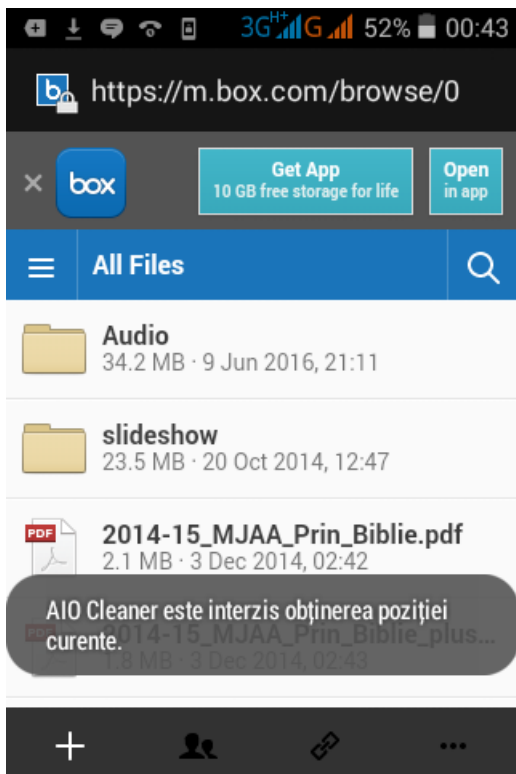 3G H+ G 52% 00:43
https://m.box.com/browse/0
box
Get App
10 GB free storage for life
Open
in app
All Files
Audio
34.2 MB · 9 Jun 2016, 21:11
slideshow
23.5 MB · 20 Oct 2014, 12:47
PDF
2014-15_MJAA_Prin_Biblie.pdf
2.1 MB · 3 Dec 2014, 02:42
AIO Cleaner este interzis obținerea poziției
curente.
PDF
2014-15_MJAA_Prin_Biblie_plus...
1.8 MB · 3 Dec 2014, 02:43